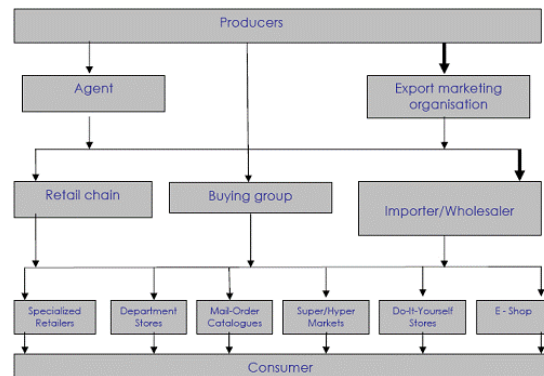 Producers
Agent
Export marketing
organisation
Retail chain
Buying group
Importer/Wholesaler
Specialized
Retailers
Department
Stores
Mail-Order
Catalogues
Super/Hyper
Markets
Do-It-Yourself
Stores
E - Shop
Consumer